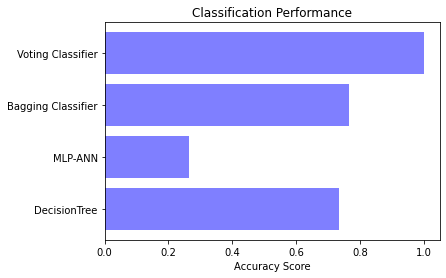 Classification Performance
Voting Classifier
Bagging Classifier
MLP-ANN
DecisionTree
0.0 0.2 0.4 0.6 0.8 1.0
Accuracy Score